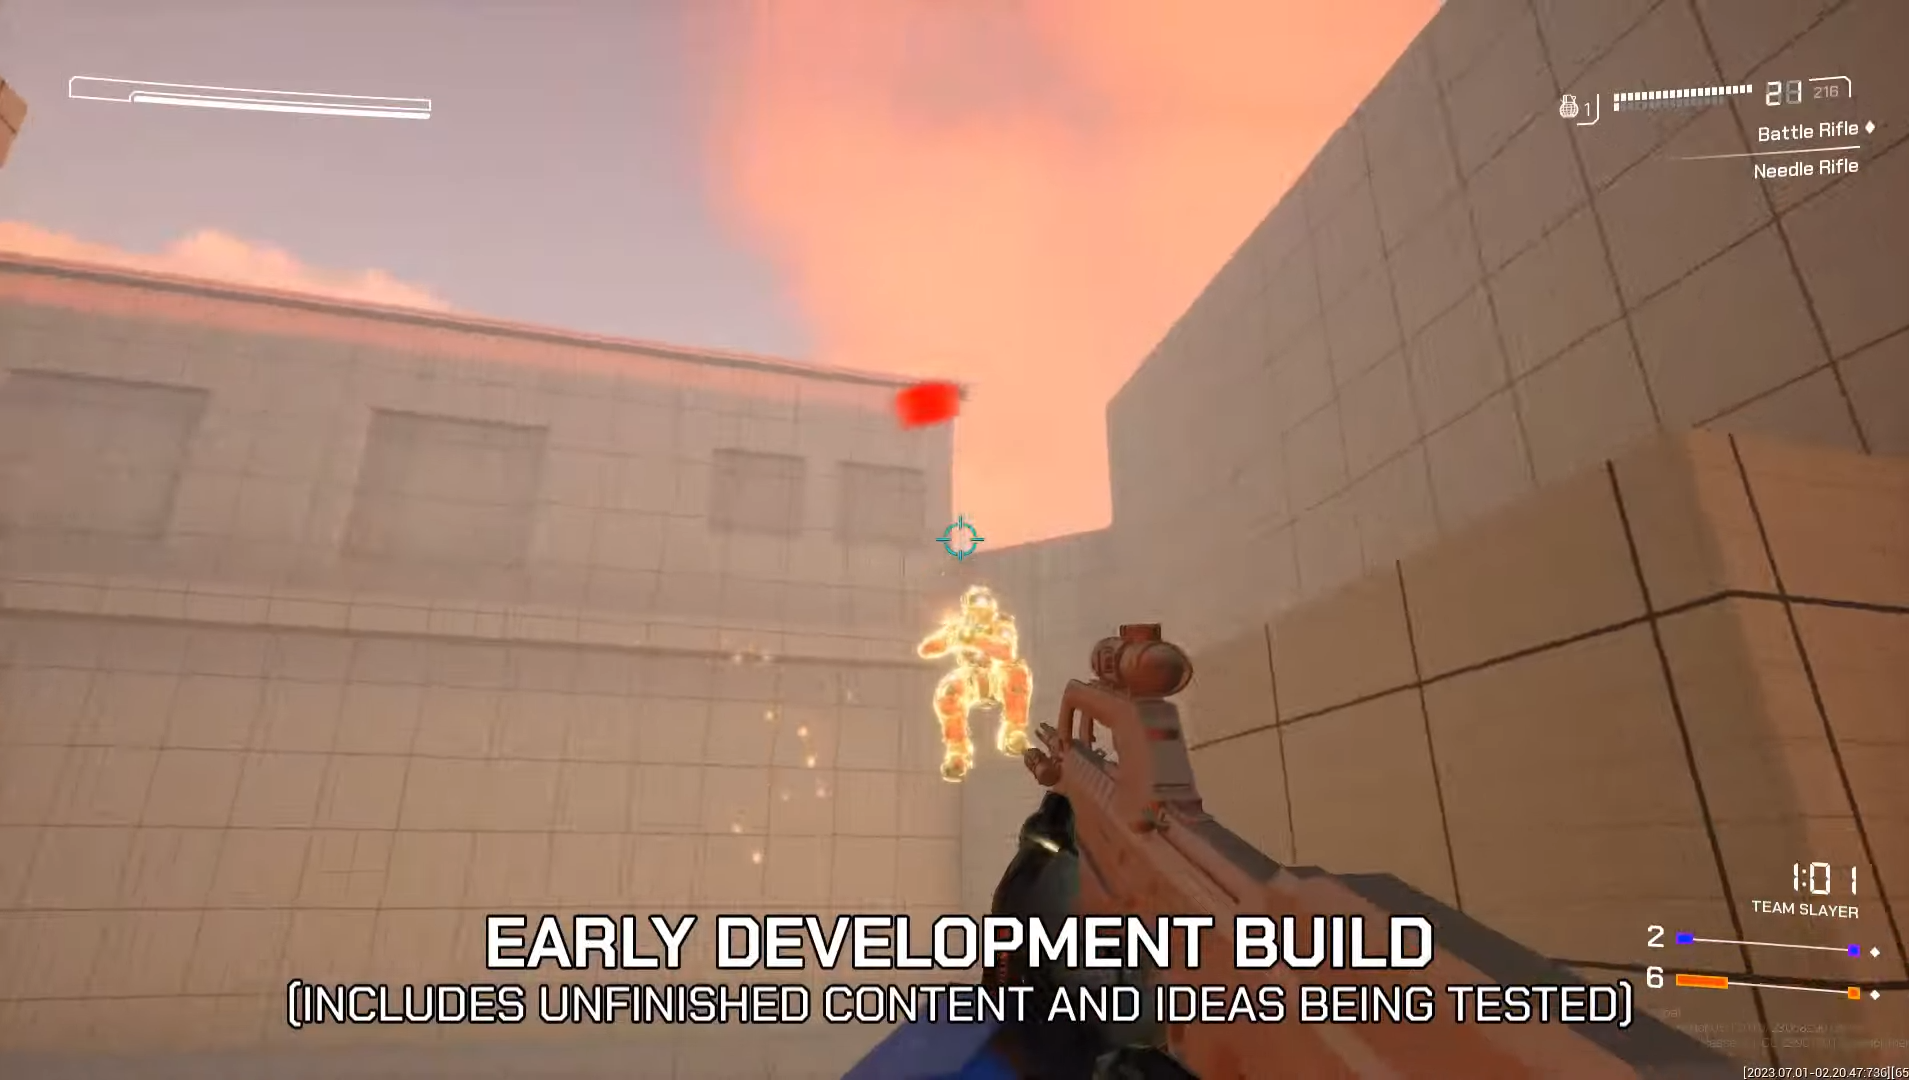 1
21 216
Battle Rifle
Needle Rifle
1:01
TEAM SLAYER
2
6
EARLY DEVELOPMENT BUILD
(INCLUDES UNFINISHED CONTENT AND IDEAS BEING TESTED)
[2023.07.01-02.20.47:736][65